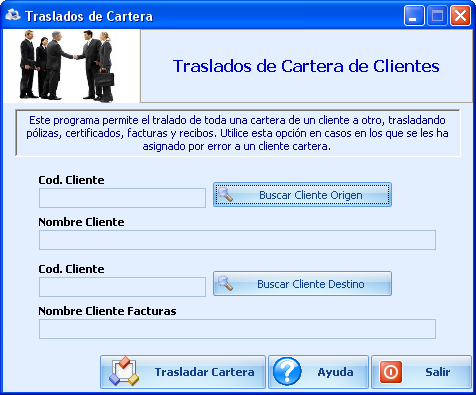 Traslados de Cartera
Traslados de Cartera de Clientes
Este programa permite el tralado de toda una cartera de un cliente a otro, trasladando
pólizas, certificados, facturas y recibos. Utilice esta opción en casos en los que se les ha
asignado por error a un cliente cartera.
Cod. Cliente
Buscar Cliente Origen
Nombre Cliente
Cod. Cliente
Buscar Cliente Destino
Nombre Cliente Facturas
Trasladar Cartera
Ayuda
Salir